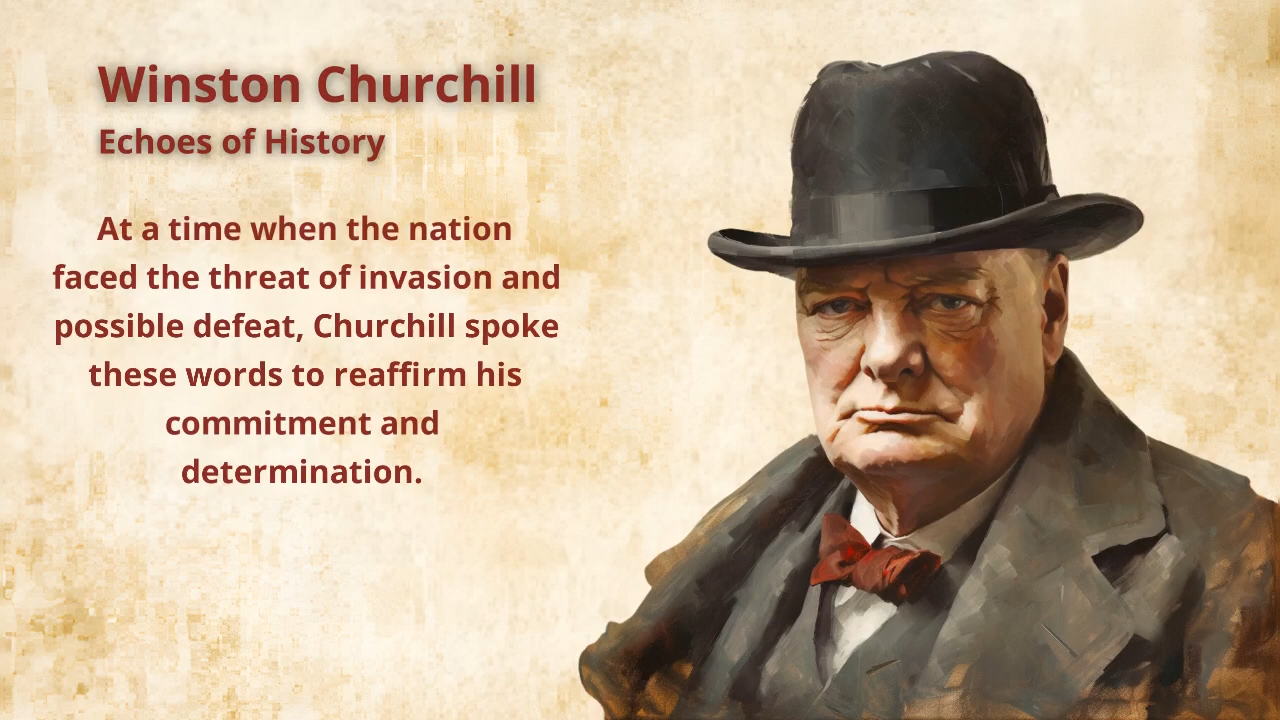 Winston Churchill
Echoes of History
At a time when the nation
faced the threat of invasion and
possible defeat, Churchill spoke
these words to reaffirm his
commitment and
determination.